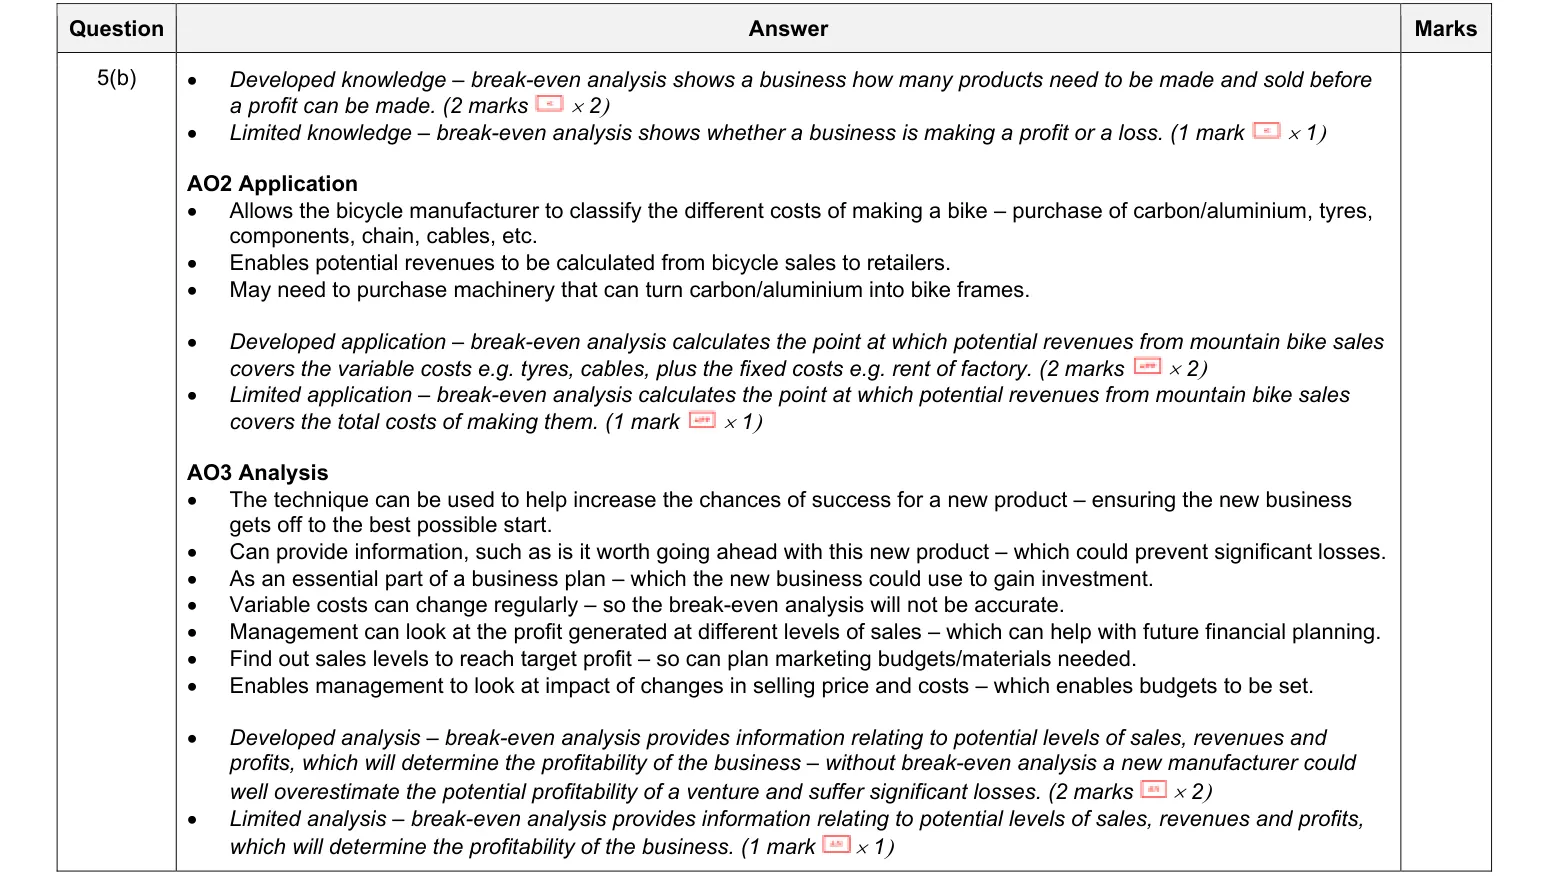 Question Answer Marks
5(b)
• Developed knowledge – break-even analysis shows a business how many products need to be made and sold before
a profit can be made. (2 marks × 2)
• Limited knowledge – break-even analysis shows whether a business is making a profit or a loss. (1 mark × 1)
AO2 Application
• Allows the bicycle manufacturer to classify the different costs of making a bike – purchase of carbon/aluminium, tyres,
components, chain, cables, etc.
• Enables potential revenues to be calculated from bicycle sales to retailers.
• May need to purchase machinery that can turn carbon/aluminium into bike frames.
• Developed application – break-even analysis calculates the point at which potential revenues from mountain bike sales
covers the variable costs e.g. tyres, cables, plus the fixed costs e.g. rent of factory. (2 marks × 2)
• Limited application – break-even analysis calculates the point at which potential revenues from mountain bike sales
covers the total costs of making them. (1 mark × 1)
AO3 Analysis
• The technique can be used to help increase the chances of success for a new product – ensuring the new business
gets off to the best possible start.
• Can provide information, such as is it worth going ahead with this new product – which could prevent significant losses.
• As an essential part of a business plan – which the new business could use to gain investment.
• Variable costs can change regularly – so the break-even analysis will not be accurate.
• Management can look at the profit generated at different levels of sales – which can help with future financial planning.
• Find out sales levels to reach target profit – so can plan marketing budgets/materials needed.
• Enables management to look at impact of changes in selling price and costs – which enables budgets to be set.
• Developed analysis – break-even analysis provides information relating to potential levels of sales, revenues and
profits, which will determine the profitability of the business – without break-even analysis a new manufacturer could
well overestimate the potential profitability of a venture and suffer significant losses. (2 marks × 2)
• Limited analysis – break-even analysis provides information relating to potential levels of sales, revenues and profits,
which will determine the profitability of the business. (1 mark × 1)